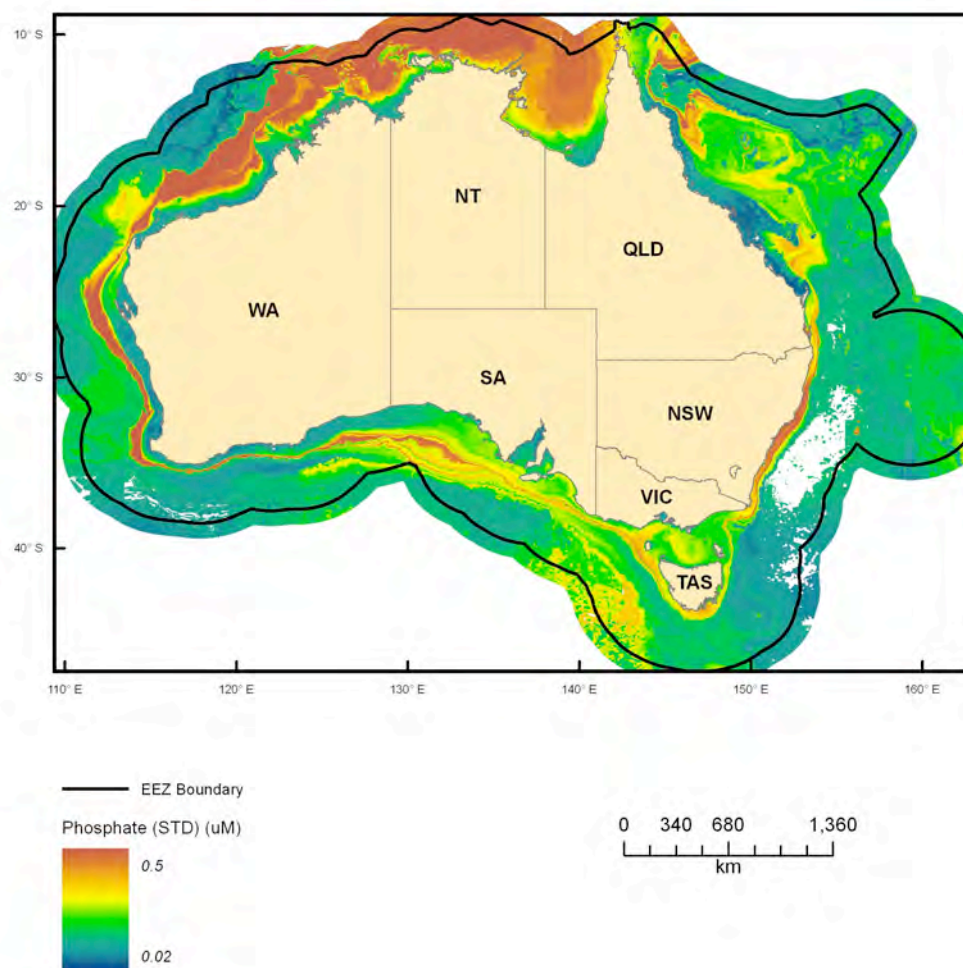 10° S
20° S
30° S
40° S
NT
QLD
WA
SA
NSW
VIC
TAS
110° E
120° E
130° E
140° E
150° E
160° E
EEZ Boundary
Phosphate (STD) (uM)
0.5
0.02
0 340 680 1,360
km